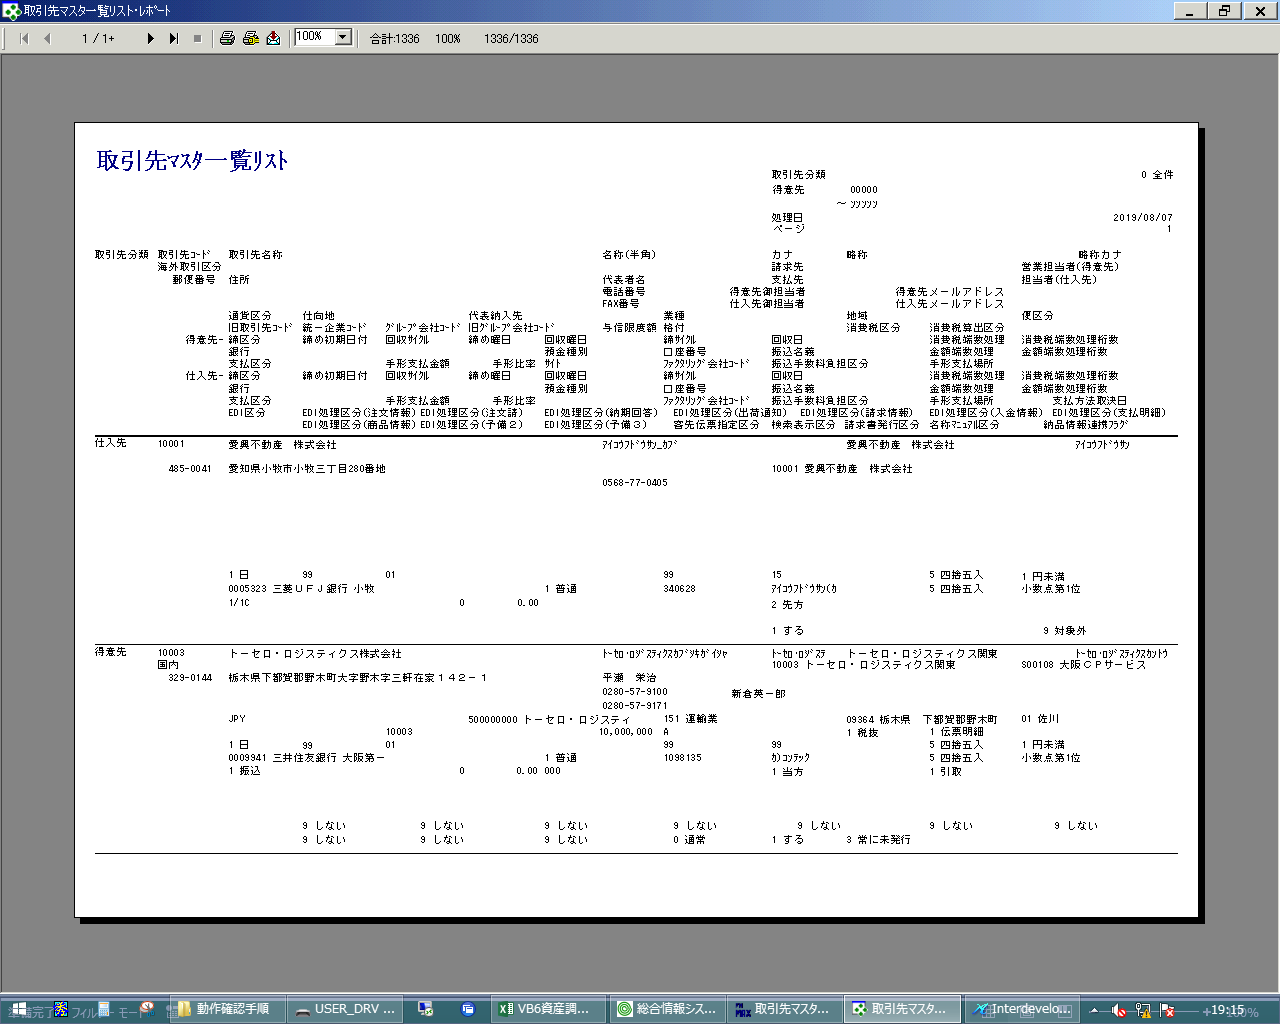 取引先ﾏｽﾀ一覧ﾘｽﾄ･ﾚﾎﾟｰﾄ
1 / 1+ 100% 合計:1336 100% 1336/1336
取引先ﾏｽﾀ一覧ﾘｽﾄ
取引先分類 0 全件
得意先 00000
～ ｿｿｿｿｿ
処理日 2019/08/07
ページ 1
取引先分類 取引先ｺｰﾄﾞ 取引先名称 名称(半角) カナ 略称 略称カナ
海外取引区分 請求先 営業担当者(得意先)
郵便番号 住所 代表者名 支払先 担当者(仕入先)
電話番号 得意先御担当者 得意先メールアドレス
FAX番号 仕入先御担当者 仕入先メールアドレス
通貨区分 仕向地 代表納入先 業種 地域 便区分
旧取引先ｺｰﾄﾞ 統一企業コード ｸﾞﾙｰﾌﾟ会社ｺｰﾄﾞ 旧ｸﾞﾙｰﾌﾟ会社ｺｰﾄﾞ 与信限度額 格付 消費税区分 消費税算出区分
得意先- 締区分 締め初期日付 回収ｻｲｸﾙ 締め曜日 回収曜日 締ｻｲｸﾙ 回収日 消費税端数処理 消費税端数処理桁数
銀行 預金種別 口座番号 振込名義 金額端数処理 金額端数処理桁数
支払区分 手形支払金額 手形比率 ｻｲﾄ ﾌｧｸﾀﾘﾝｸﾞ会社ｺｰﾄﾞ 振込手数料負担区分 手形支払場所
仕入先- 締区分 締め初期日付 回収ｻｲｸﾙ 締め曜日 回収曜日 締ｻｲｸﾙ 回収日 消費税端数処理 消費税端数処理桁数
銀行 預金種別 口座番号 振込名義 金額端数処理 金額端数処理桁数
支払区分 手形支払金額 手形比率 ﾌｧｸﾀﾘﾝｸﾞ会社ｺｰﾄﾞ 振込手数料負担区分 手形支払場所 支払方法取決日
EDI区分 EDI処理区分(注文情報) EDI処理区分(注文請) EDI処理区分(納期回答) EDI処理区分(出荷通知) EDI処理区分(請求情報) EDI処理区分(入金情報) EDI処理区分(支払明細)
EDI処理区分(商品情報) EDI処理区分(予備２) EDI処理区分(予備３) 客先伝票指定区分 検索表示区分 請求書発行区分 名称ﾏﾆｭｱﾙ区分 納品情報連携ﾌﾗｸﾞ
仕入先 10001 愛興不動産　株式会社 ｱｲｺｳﾌﾄﾞｳｻﾝ_ｶﾌﾞ 愛興不動産　株式会社 ｱｲｺｳﾌﾄﾞｳｻﾝ
485-0041 愛知県小牧市小牧三丁目280番地 10001 愛興不動産　株式会社
0568-77-0405
1 日 99 01 99 15 5 四捨五入 1 円未満
0005323 三菱ＵＦＪ銀行 小牧 1 普通 340628 ｱｲｺｳﾌﾄﾞｳｻﾝ(ｶ 5 四捨五入 小数点第1位
1/1C 0 0.00 2 先方
1 する 9 対象外
得意先 10003 トーセロ・ロジスティクス株式会社 ﾄｰｾﾛ･ﾛｼﾞｽﾃｨｸｽｶﾌﾞｼｷｶﾞｲｼｬ ﾄｰｾﾛ･ﾛｼﾞｽﾃ トーセロ・ロジスティクス関東 ﾄｰｾﾛ･ﾛｼﾞｽﾃｨｸｽｶﾝﾄｳ
国内 10003 トーセロ・ロジスティクス関東 S00108 大阪ＣＰサービス
329-0144 栃木県下都賀郡野木町大字野木字三軒在家１４２－１ 平瀬　栄治
0280-57-9100 新倉英一郎
0280-57-9171
JPY 500000000 トーセロ・ロジスティ 151 運輸業 09364 栃木県　下都賀郡野木町 01 佐川
10003 10,000,000 A 1 税抜 1 伝票明細
1 日 99 01 99 99 5 四捨五入 1 円未満
0009941 三井住友銀行 大阪第一 1 普通 1098135 ｶ)ｺﾝﾃｯｸ 5 四捨五入 小数点第1位
1 振込 0 0.00 000 1 当方 1 引取
9 しない 9 しない 9 しない 9 しない 9 しない 9 しない 9 しない
9 しない 9 しない 9 しない 0 通常 1 する 3 常に未発行
動作確認手順 USER_DRV ... VB6資産調... 総合情報シス... 取引先マスタ... 取引先マスタ... Interdevelo... 19:15